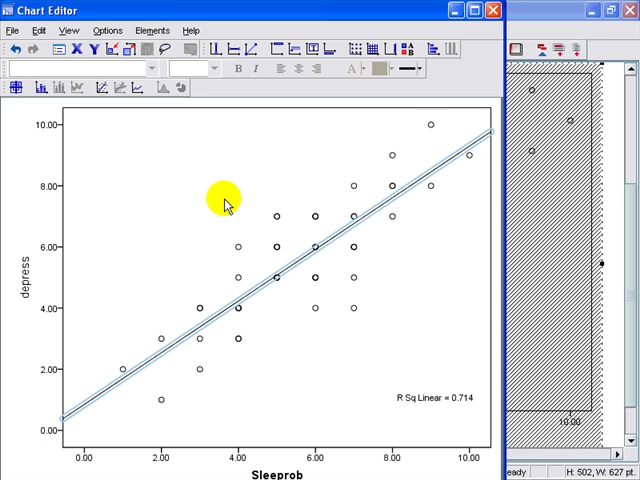 Chart Editor
File Edit View Options Elements Help
X Y
B I A
10.00
8.00
6.00
4.00
2.00
0.00
depress
R Sq Linear = 0.714
0.00 2.00 4.00 6.00 8.00 10.00
Sleeprob
10.00
eady H: 502, W: 627 pt.